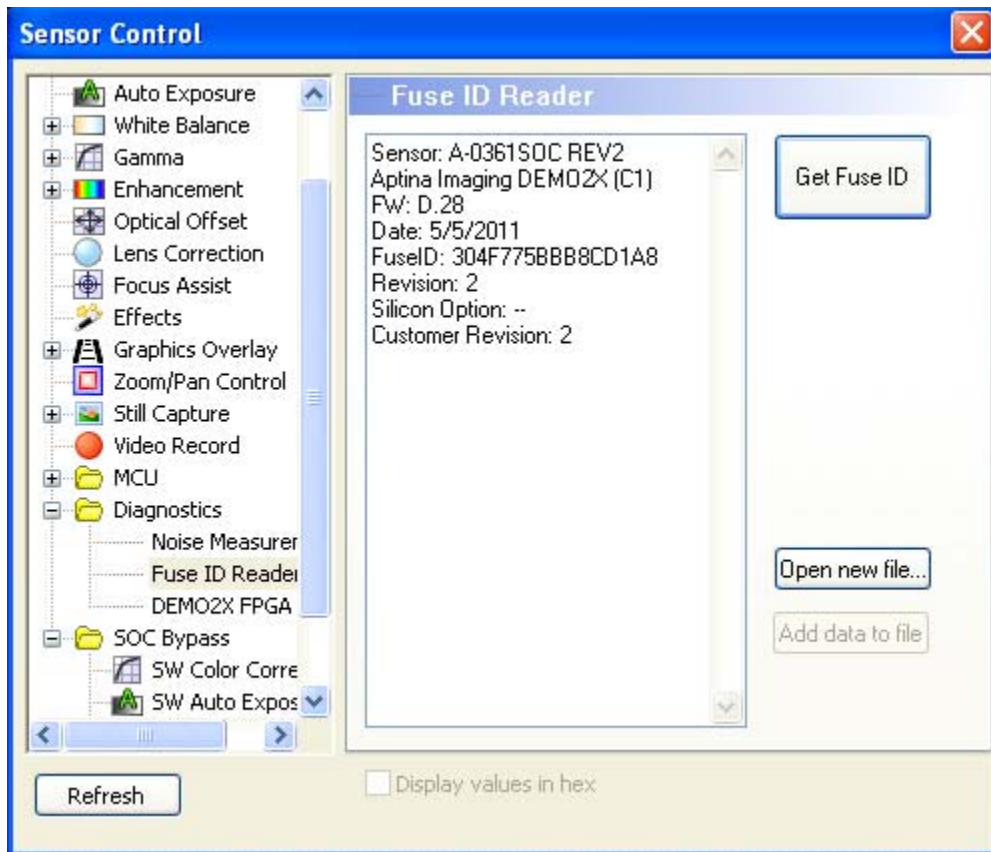 Sensor Control
Auto Exposure
White Balance
Gamma
Enhancement
Optical Offset
Lens Correction
Focus Assist
Effects
Graphics Overlay
Zoom/Pan Control
Still Capture
Video Record
MCU
Diagnostics
Noise Measurer
Fuse ID Reader
DEMO2X FPGA
SOC Bypass
SW Color Corre
SW Auto Expos
Refresh
Fuse ID Reader
Sensor: A-0361SOC REV2
Aptina Imaging DEMO2X (C1)
FW: D.28
Date: 5/5/2011
FuseID: 304F775BBB8CD1A8
Revision: 2
Silicon Option: --
Customer Revision: 2
Get Fuse ID
Open new file...
Add data to file
Display values in hex